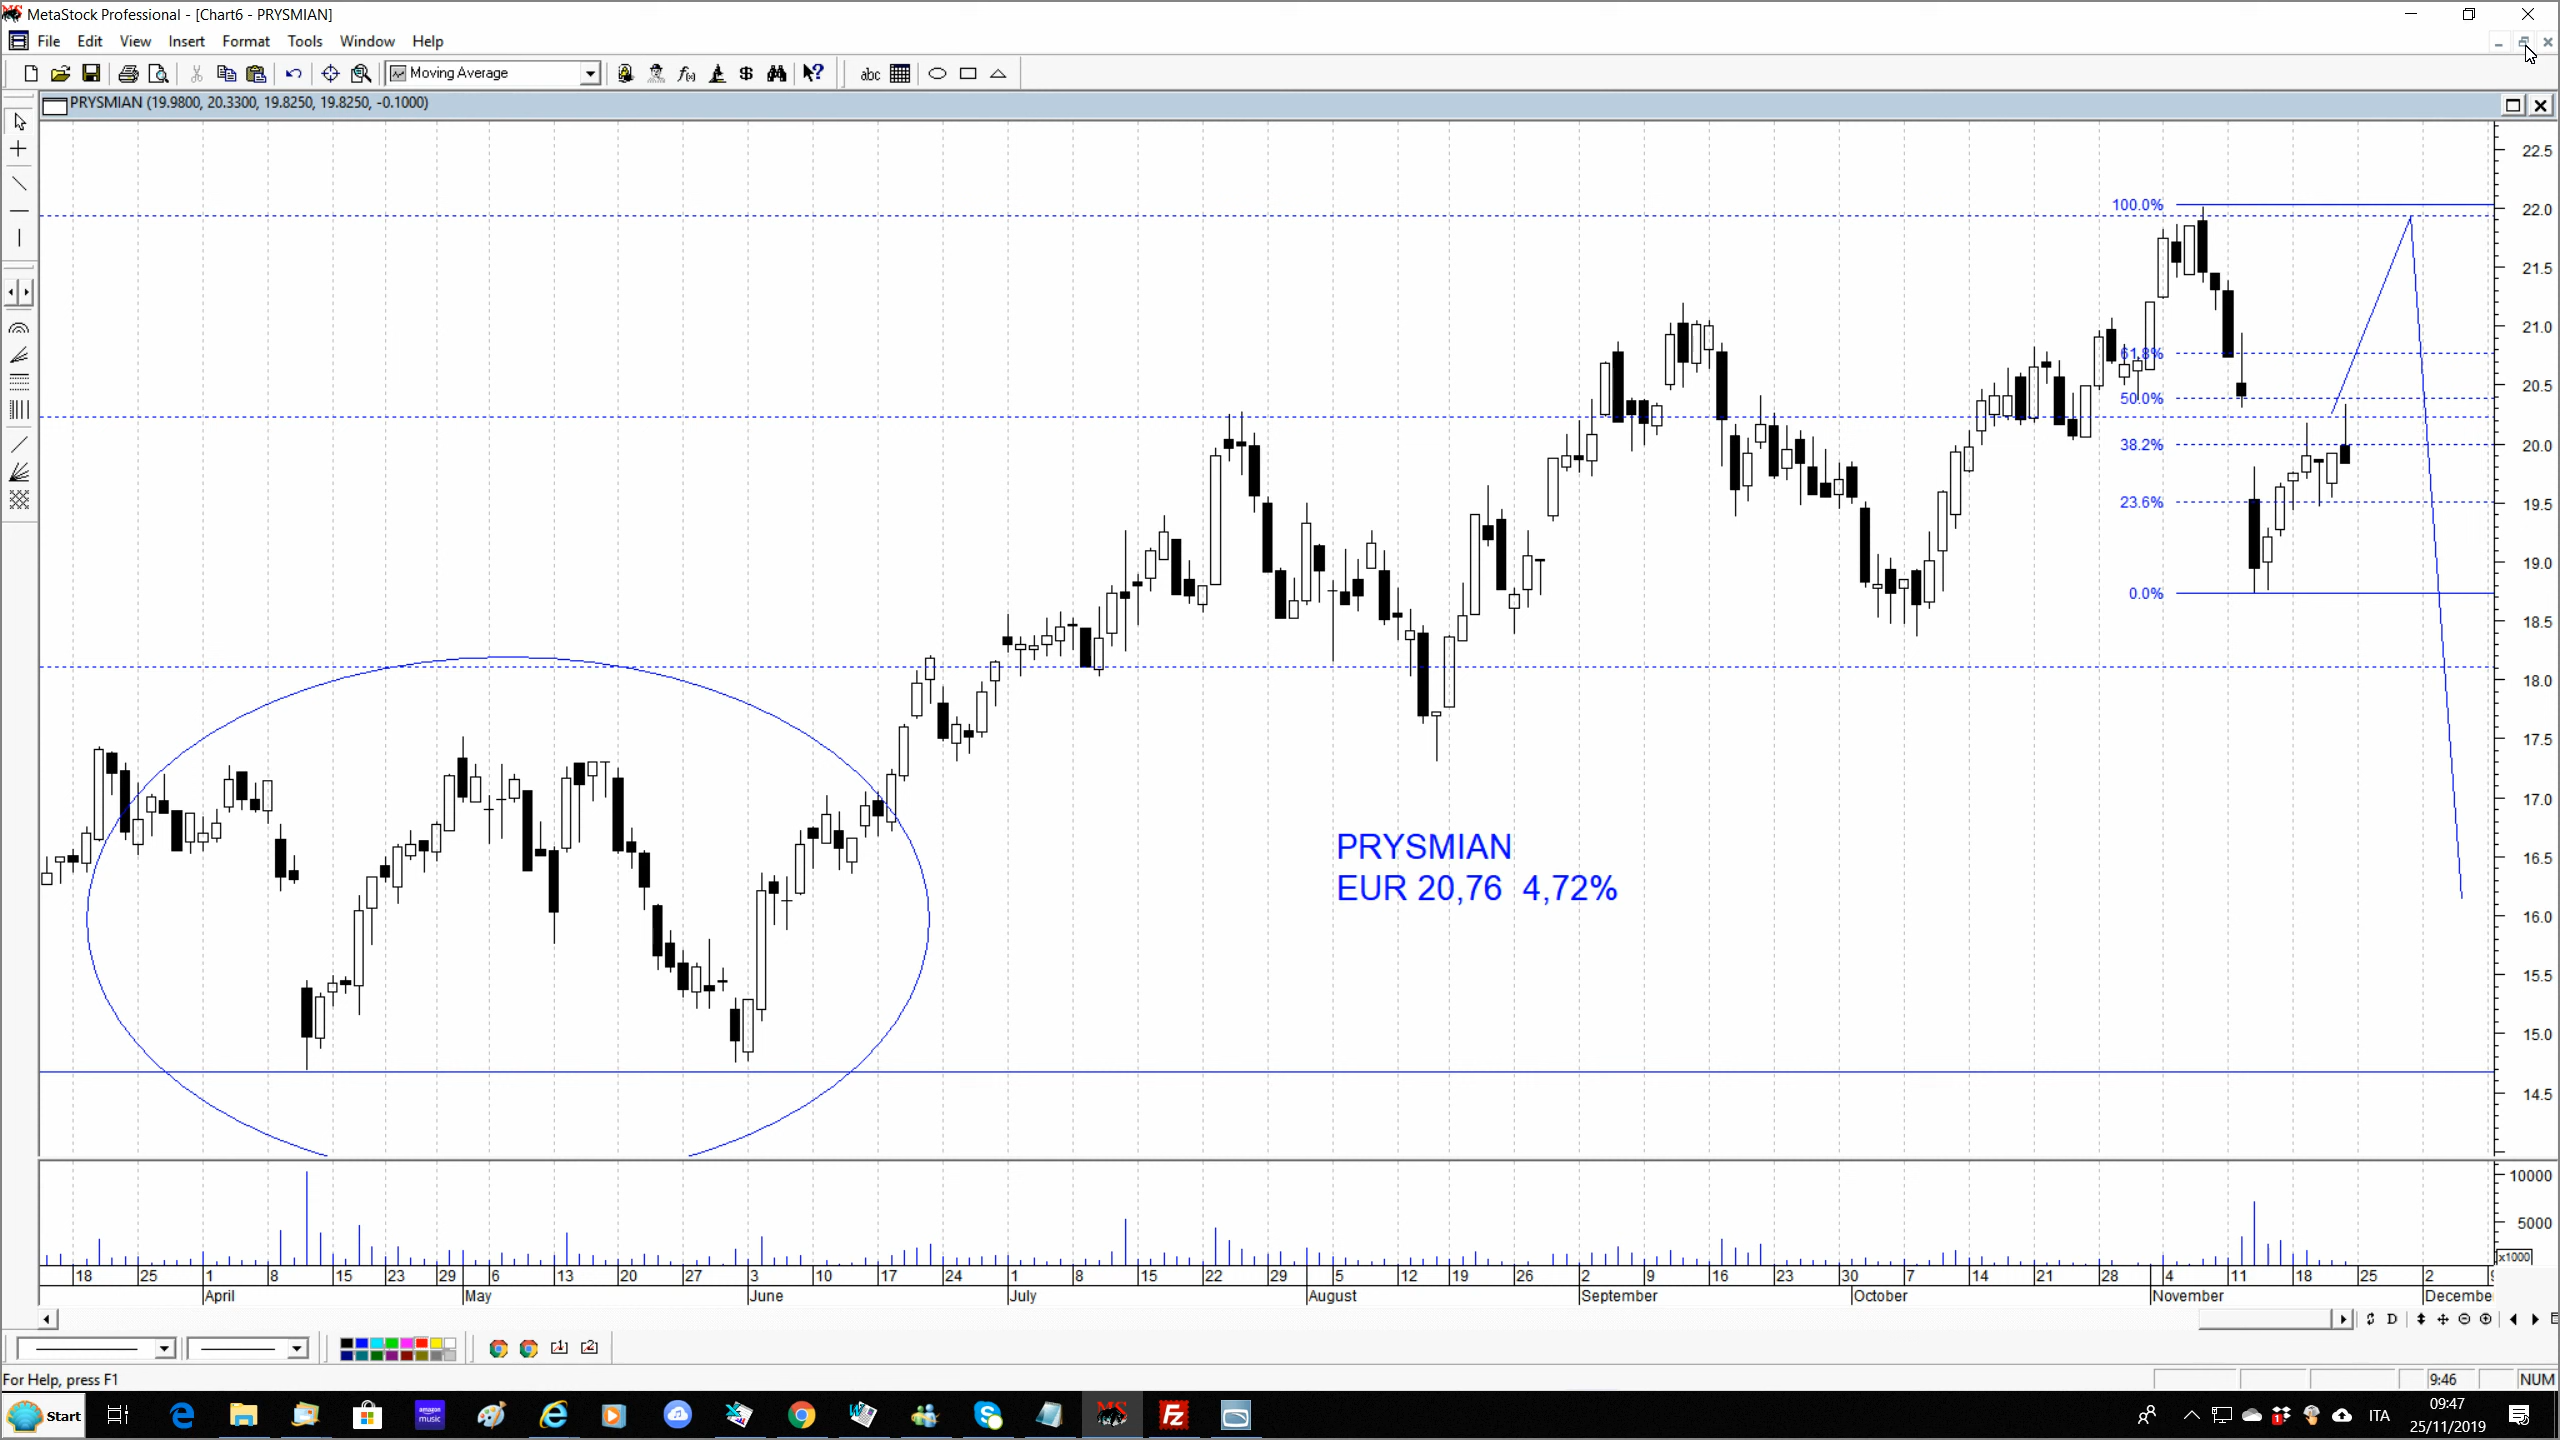 MetaStock Professional - [Chart6 - PRYSMIAN]
File Edit View Insert Format Tools Window Help
Moving Average
abc
PRYSMIAN (19.9800, 20.3300, 19.8250, 19.8250, -0.1000)
22.5
100.0%
22.0
21.5
21.0
61.8%
20.5
50.0%
20.0
38.2%
19.5
23.6%
19.0
0.0%
18.5
18.0
17.5
17.0
PRYSMIAN
16.5
EUR 20,76 4,72%
16.0
15.5
15.0
14.5
10000
5000
x1000
18 25 1 8 15 23 29 6 13 20 27 3 10 17 24 1 8 15 22 29 5 12 19 26 2 9 16 23 30 7 14 21 28 4 11 18 25 2
April May June July August September October November Decembe
D
For Help, press F1
9:46 NUM
Start
amazon music
ITA
09:47
25/11/2019